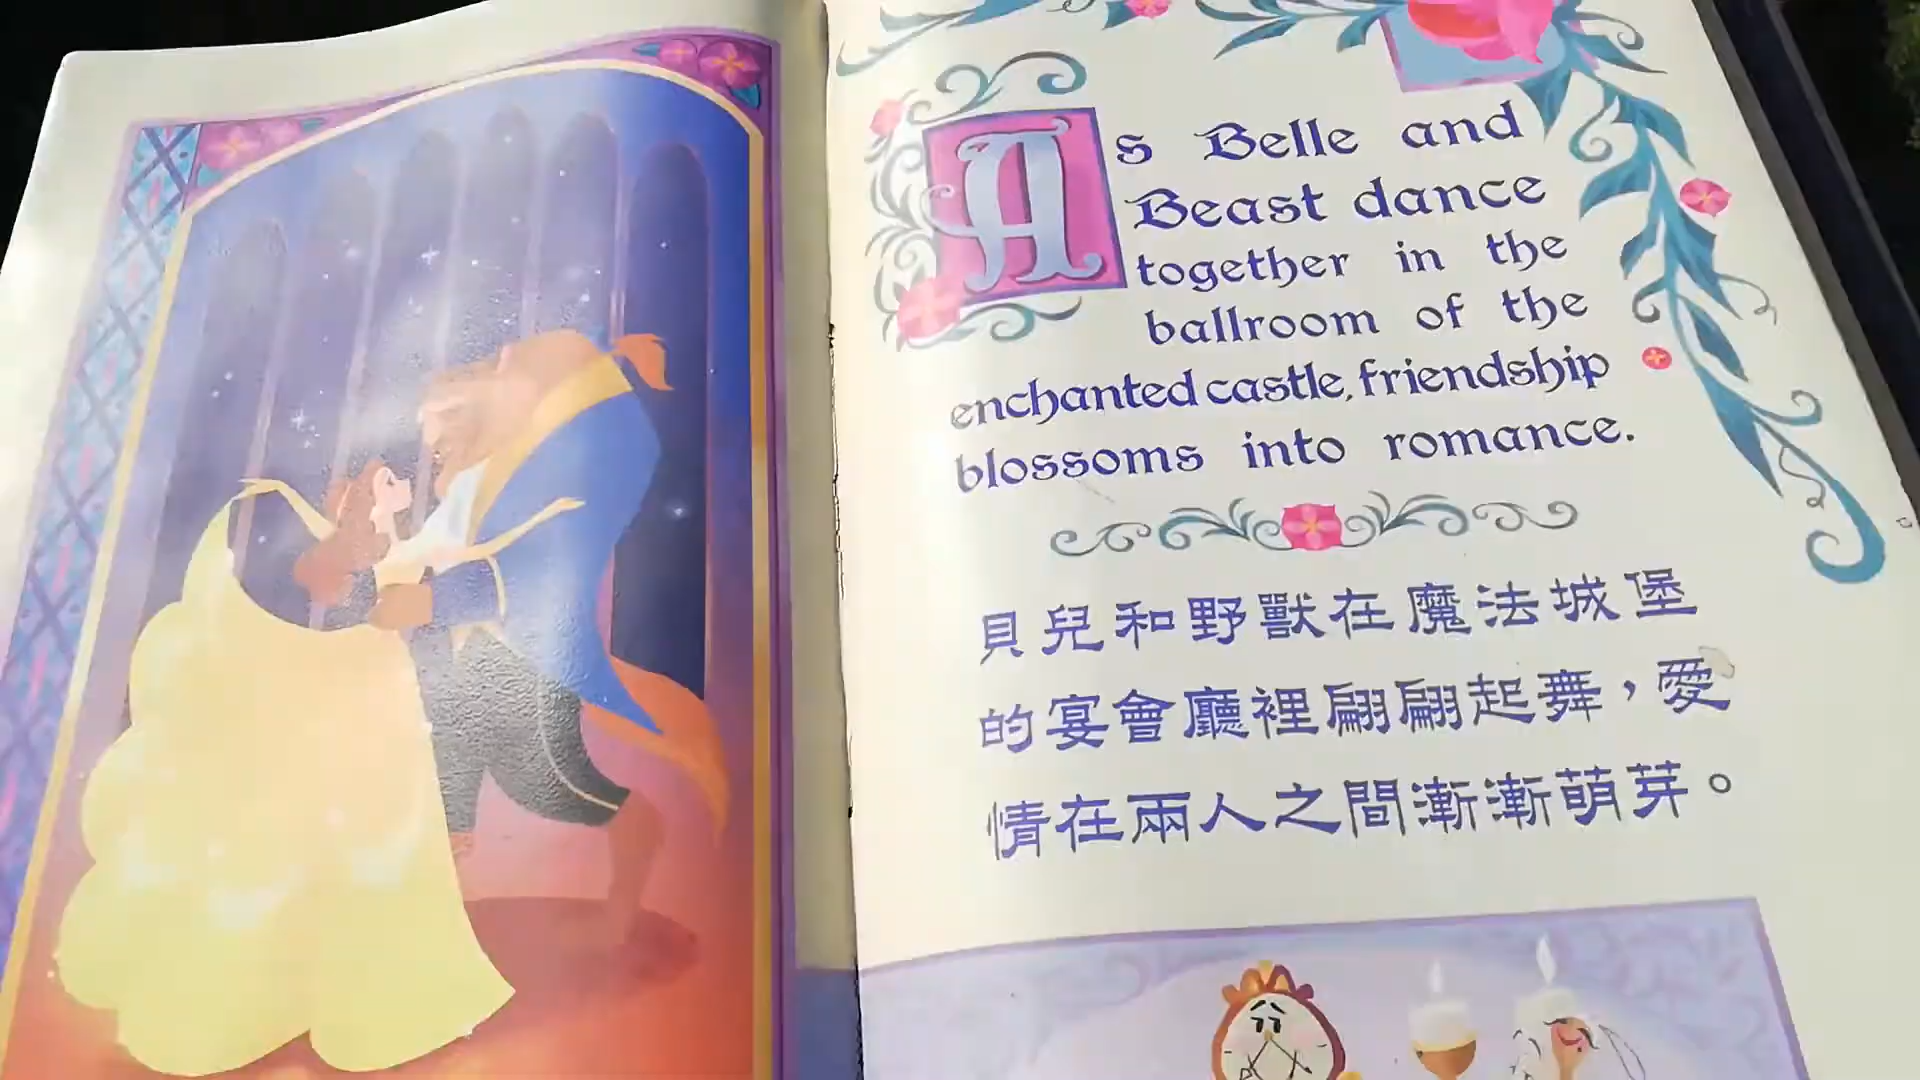 As Belle and
Beast dance
together in the
ballroom of the
enchanted castle, friendship
blossoms into romance.
貝兒和野獸在魔法城堡
的宴會廳裡翩翩起舞，愛
情在兩人之間漸漸萌芽。